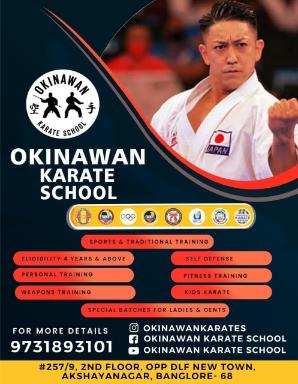 OKINAWAN
KARATE SCHOOL
JAPAN
OKINAWAN
KARATE
SCHOOL
SPORTS & TRADITIONAL TRAINING
ELIGIBILITY 4 YEARS & ABOVE
SELF DEFENSE
PERSONAL TRAINING
FITNESS TRAINING
WEAPONS TRAINING
KIDS KARATE
SPECIAL BATCHES FOR LADIES & GENTS
FOR MORE DETAILS
9731893101
OKINAWANKARATES
OKINAWAN KARATE SCHOOL
OKINAWAN KARATE SCHOOL
#257/9, 2ND FLOOR, OPP DLF NEW TOWN,
AKSHAYANAGAR, BANGLORE- 68